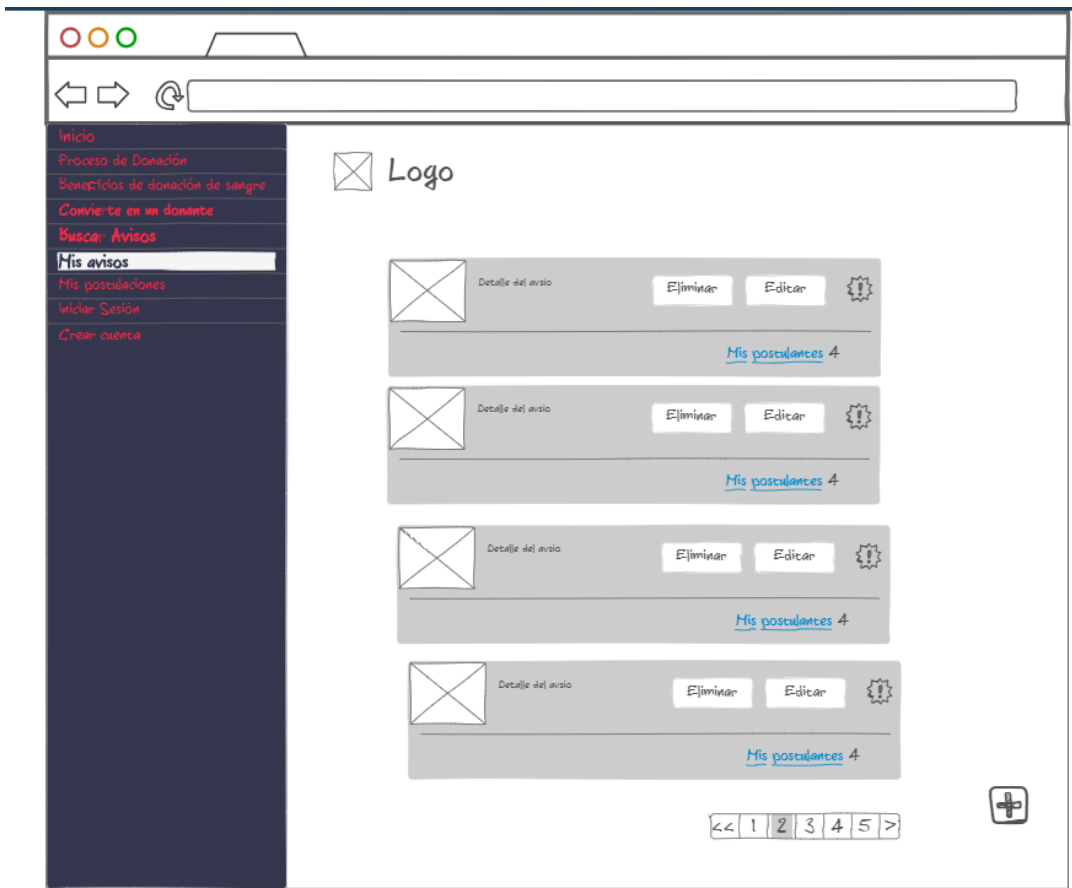 Inicio
Proceso de Donación
Beneficios de donación de sangre
Convierte en un donante
Buscar Avisos
Mis avisos
Mis postulaciones
Iniciar Sesión
Crear cuenta
Logo
Detalle del avsio Eliminar Editar
Mis postulantes 4
Detalle del avsio Eliminar Editar
Mis postulantes 4
Detalle del avsio Eliminar Editar
Mis postulantes 4
Detalle del avsio Eliminar Editar
Mis postulantes 4
<< 1 2 3 4 5 >